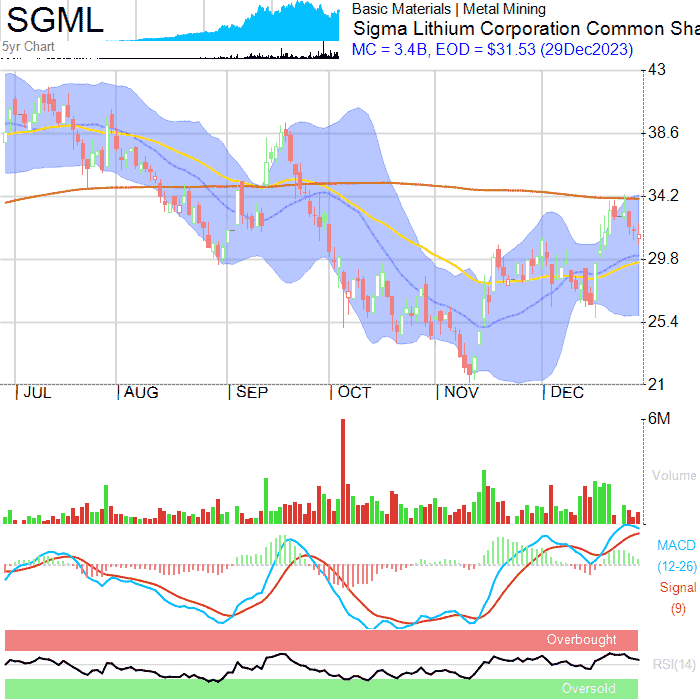 SGML
5yr Chart
Basic Materials | Metal Mining
Sigma Lithium Corporation Common Sha
MC = 3.4B, EOD = $31.53 (29Dec2023)
43
38.6
34.2
29.8
25.4
21
JUL AUG SEP OCT NOV DEC
6M
Volume
MACD
(12-26)
Signal
(9)
Overbought
RSI(14)
Oversold